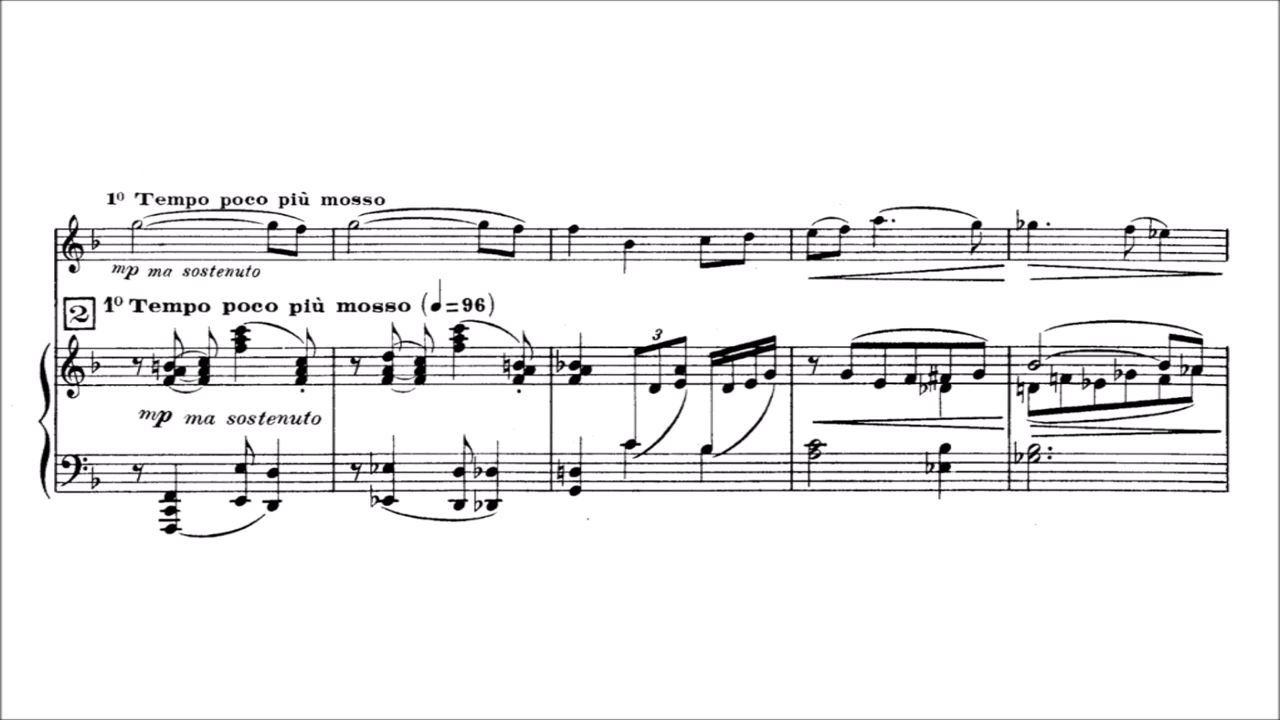 1º Tempo poco più mosso
mp ma sostenuto
2 1º Tempo poco più mosso (♩=96)
3
mp ma sostenuto